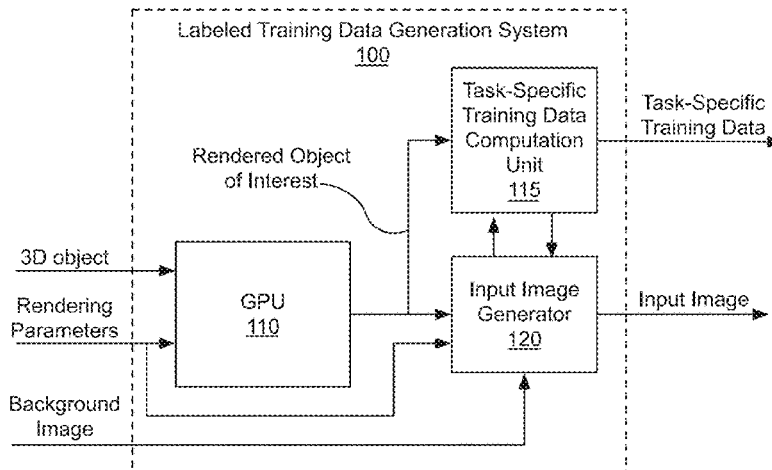 Labeled Training Data Generation System
100
Task-Specific
Training Data
Computation
Unit
115
Task-Specific
Training Data
Rendered Object
of Interest
3D object
Rendering
Parameters
GPU
110
Input Image
Generator
120
Input Image
Background
Image